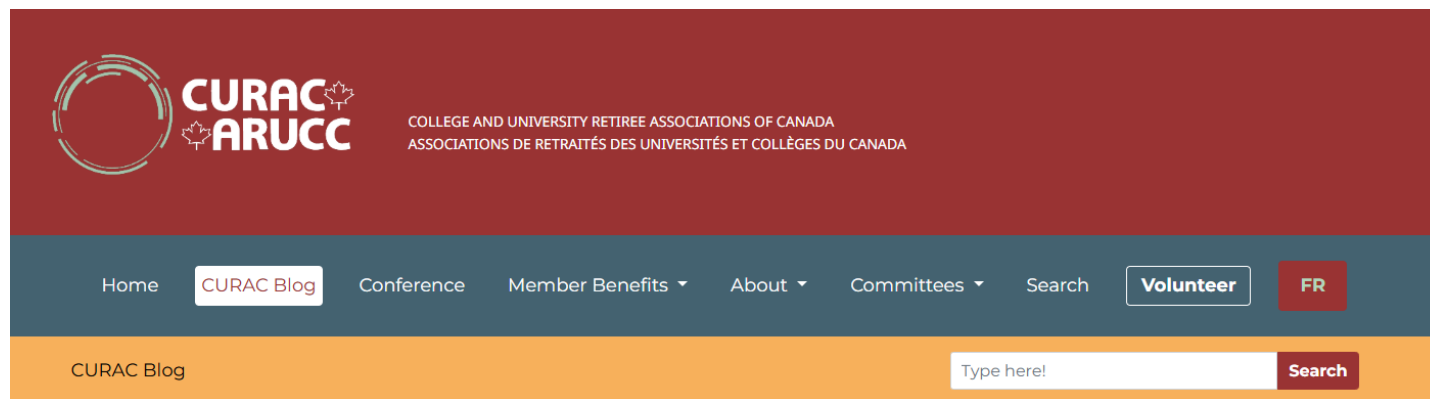 CURAC
ARUCC
COLLEGE AND UNIVERSITY RETIREE ASSOCIATIONS OF CANADA
ASSOCIATIONS DE RETRAITÉS DES UNIVERSITÉS ET COLLÈGES DU CANADA
Home CURAC Blog Conference Member Benefits About Committees Search Volunteer FR
CURAC Blog Type here! Search